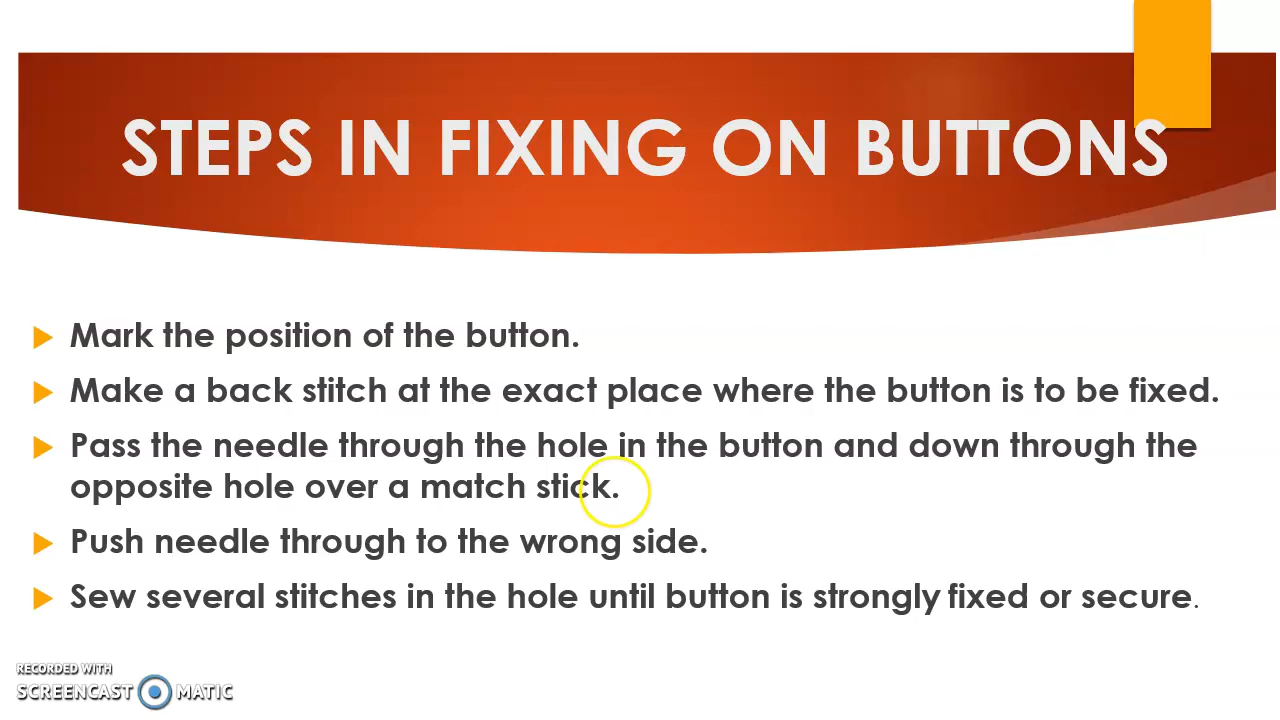 STEPS IN FIXING ON BUTTONS
Mark the position of the button.
Make a back stitch at the exact place where the button is to be fixed.
Pass the needle through the hole in the button and down through the
opposite hole over a match stick.
Push needle through to the wrong side.
Sew several stitches in the hole until button is strongly fixed or secure.
RECORDED WITH
SCREENCAST MATIC